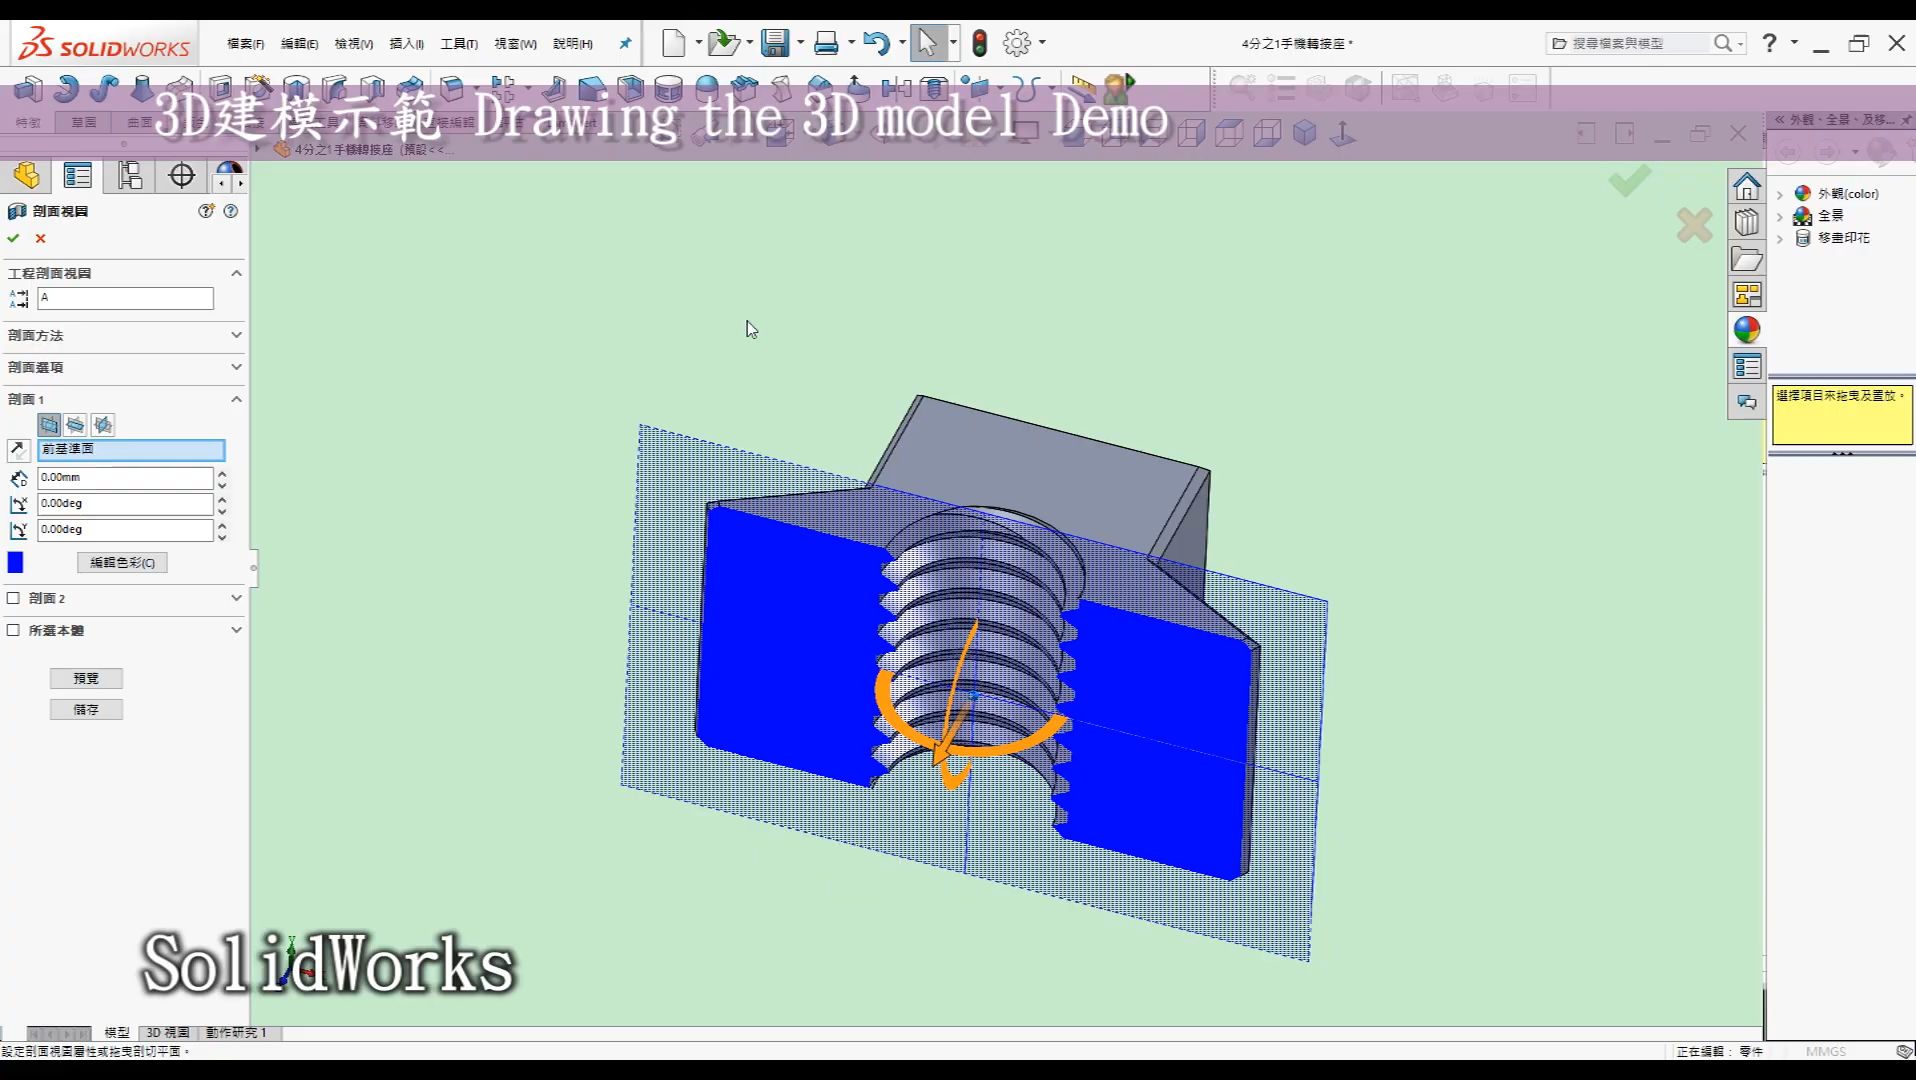 SOLIDWORKS
檔案(F) 編輯(E) 檢視(V) 插入(I) 工具(T) 視窗(W) 說明(H)
4分之1手機轉接座 *
搜尋檔案與模型
3D建模示範 Drawing the 3D model Demo
特徵 草圖 曲面
4分之1手機轉接座 (預設<<...
外觀、全景、及移...
剖面視圖
工程剖面視圖
A
剖面方法
剖面選項
剖面 1
前基準面
0.00mm
0.00deg
0.00deg
編輯色彩(C)
剖面 2
所選本體
預覽
儲存
外觀(color)
全景
移畫印花
選擇項目來拖曳及置放。
SolidWorks
模型 3D 視圖 動作研究 1
設定剖面視圖屬性或拖曳剖切平面。
正在編輯： 零件
MMGS